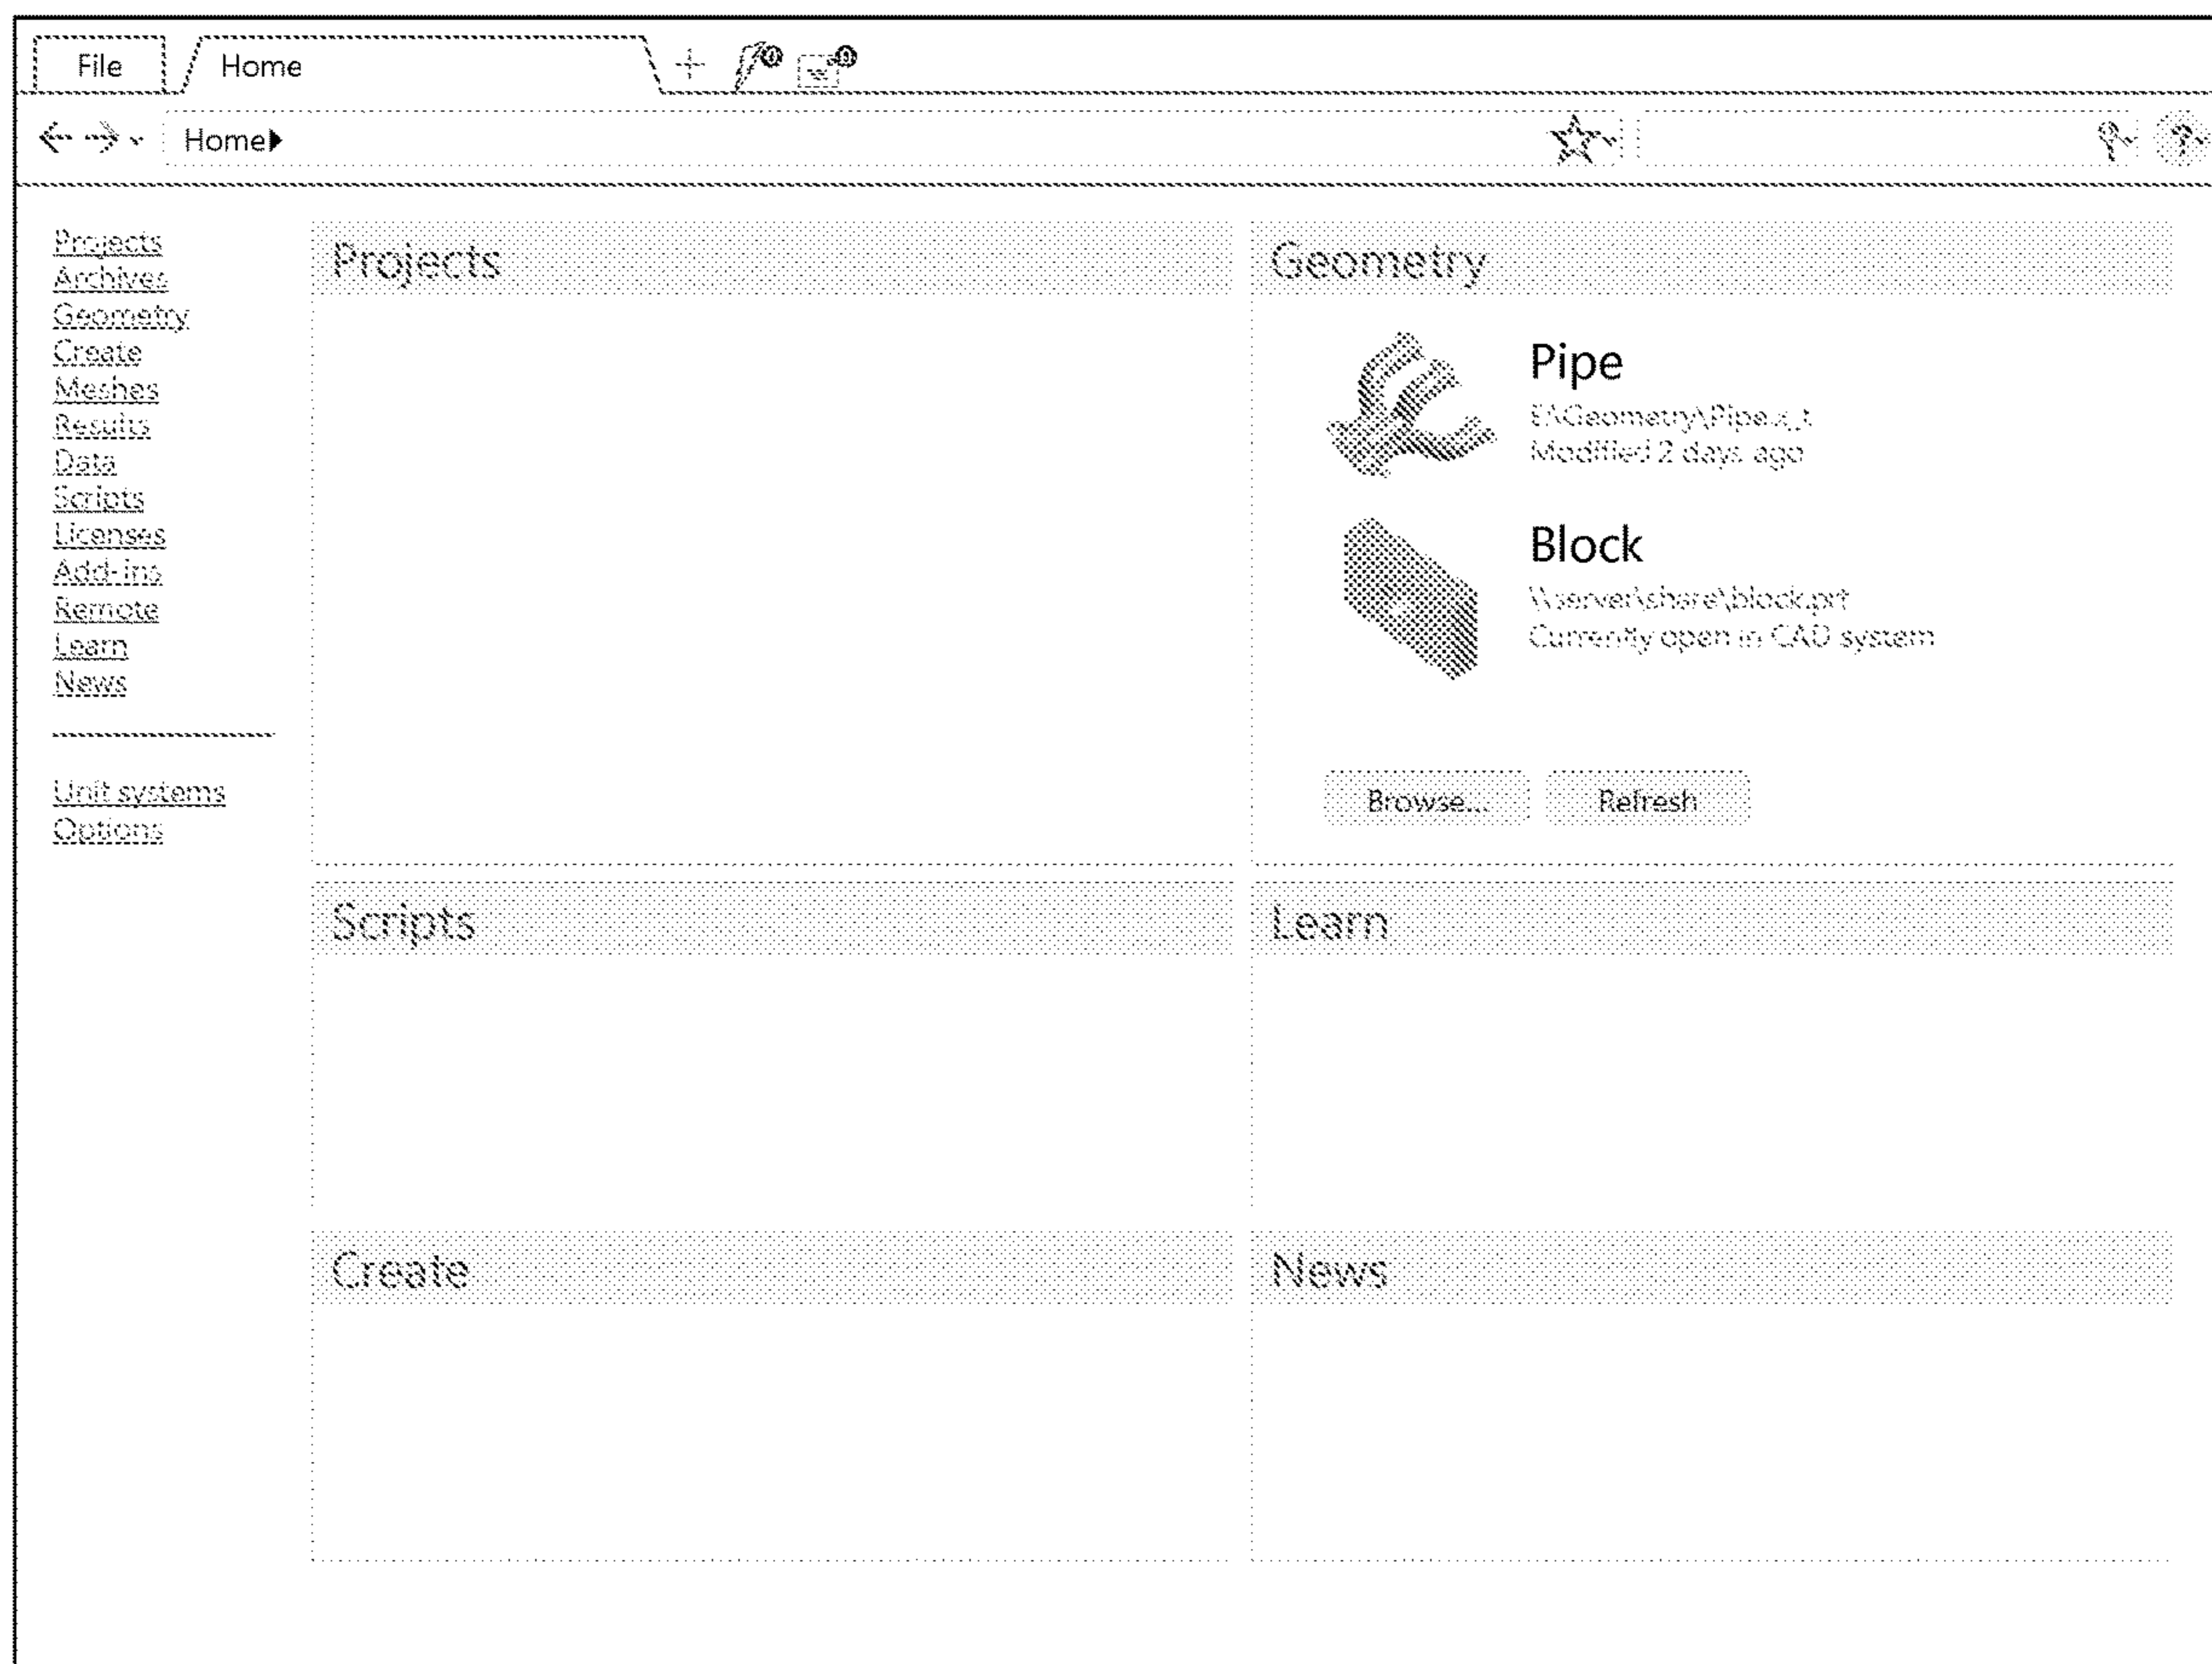 File
Home
Home
Projects
Archives
Geometry
Create
Meshes
Results
Data
Scripts
Licenses
Add-ins
Remote
Learn
News
Unit systems
Options
Projects
Geometry
Pipe
E:\Geometry\Pipe.x_t
Modified 2 days ago
Block
\\server\share\block.prt
Currently open in CAD system
Browse...
Refresh
Scripts
Learn
Create
News